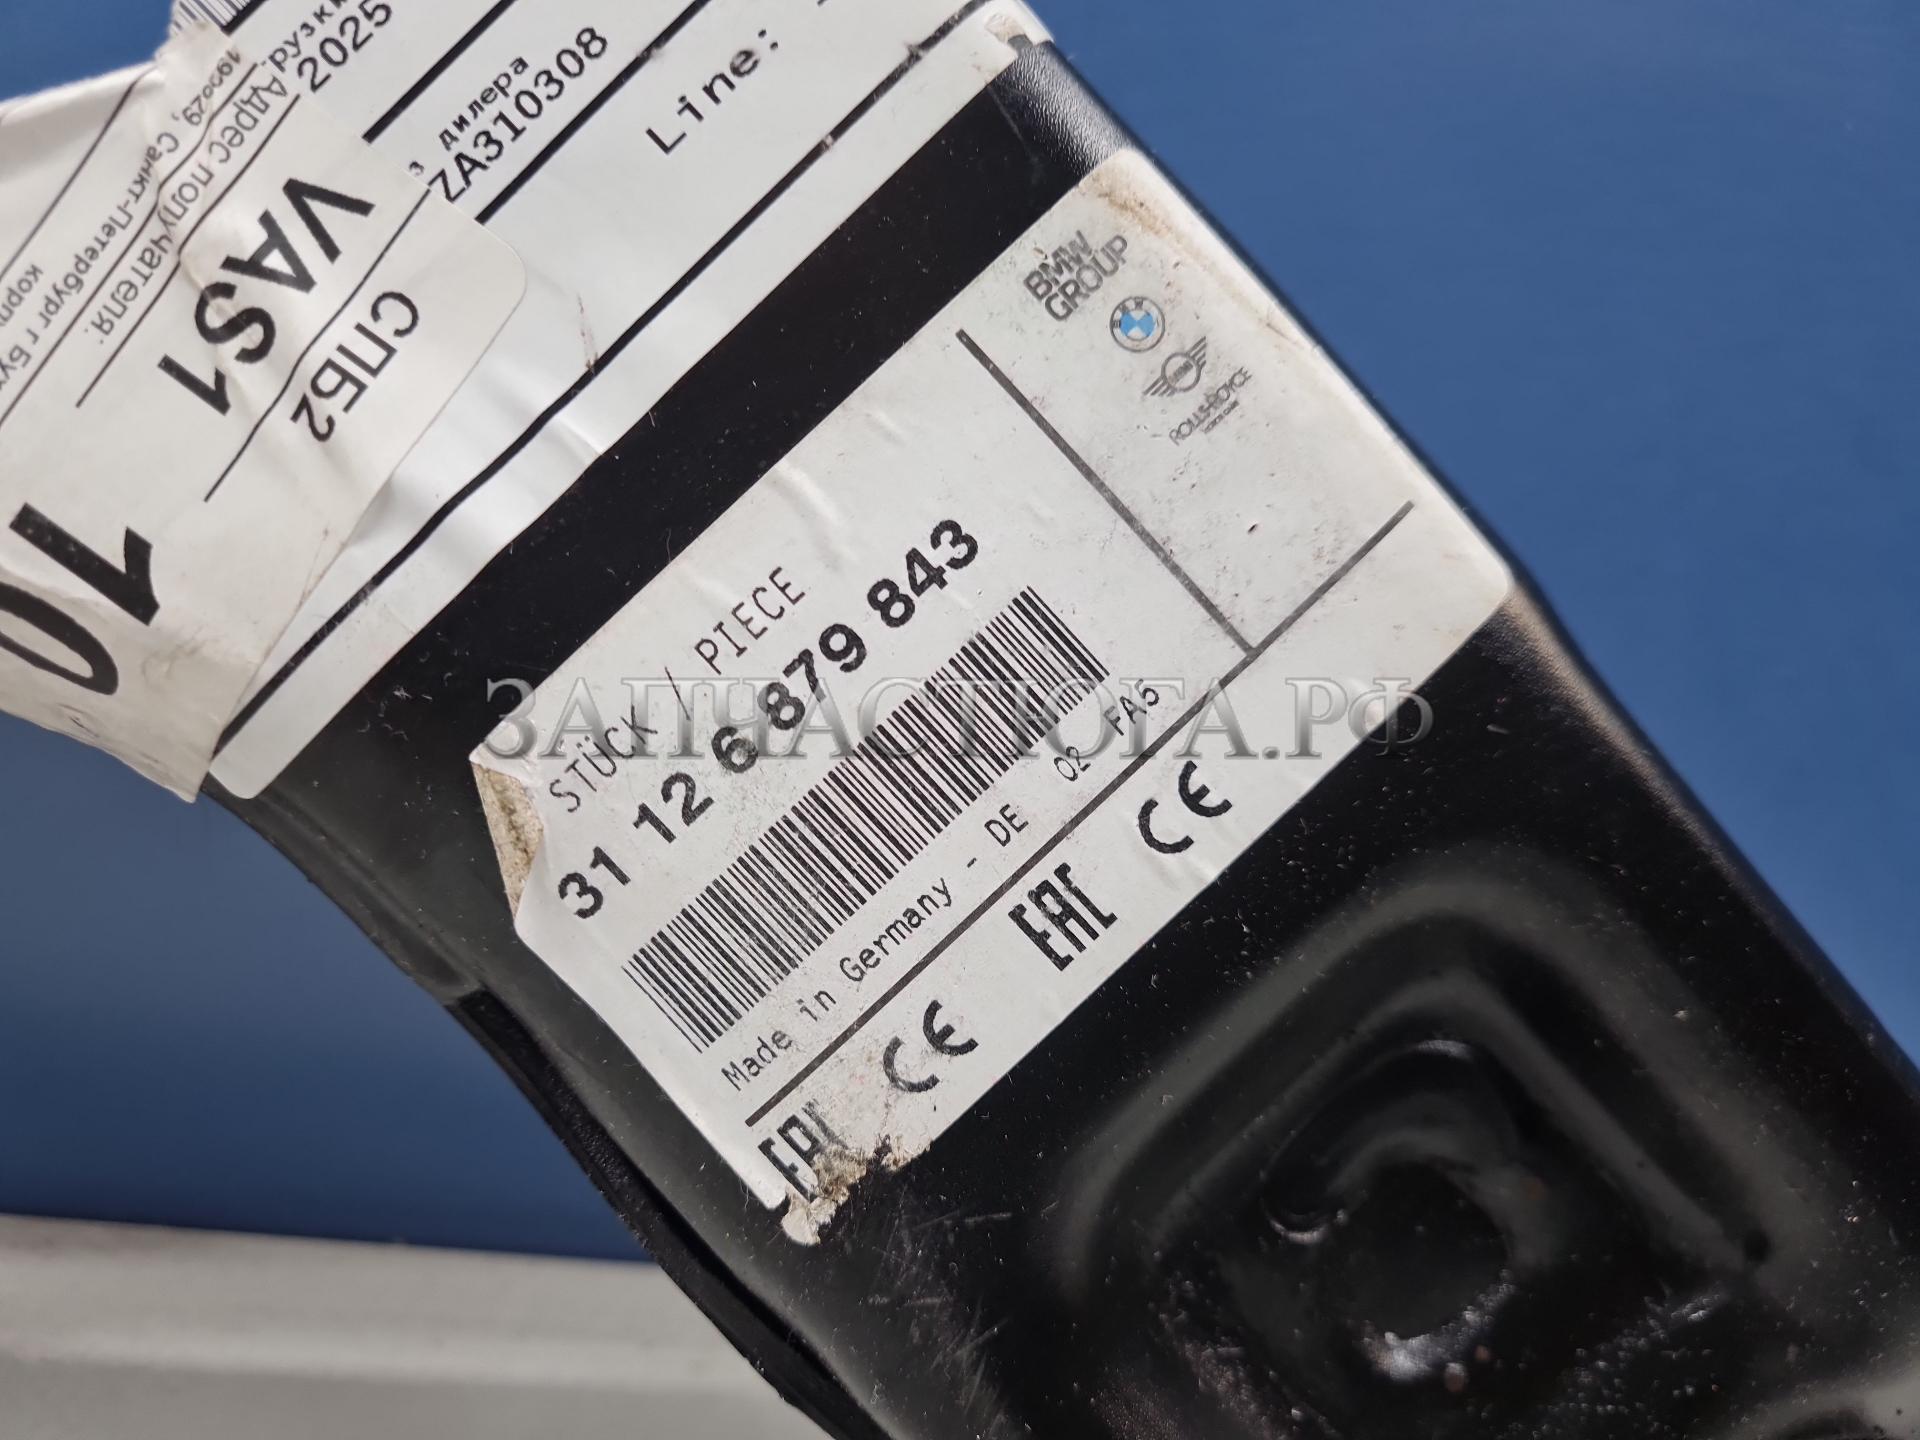 2025
дилера
ZA310308
Line:
Адрес получателя:
Санкт-Петербург г
VAS1
СПБ2
10
BMW
GROUP
ROLLS-ROYCE
STÜCK / PIECE
31 12 6 879 843
Made in Germany - DE 02 FA5
EAC CE EAC CE
ЗАПЧАСТЮГА.РФ